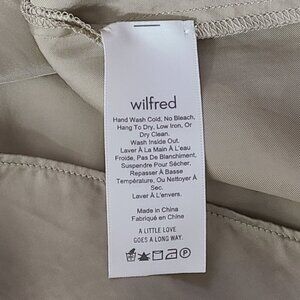 wilfred
Hand Wash Cold, No Bleach.
Hang To Dry, Low Iron, Or
Dry Clean.
Wash Inside Out.
Laver À La Main À L'eau
Froide, Pas De Blanchiment,
Suspendre Pour Sécher,
Repasser À Basse
Température, Ou Nettoyer À
Sec.
Laver À L'envers.
Made in China
Fabriqué en Chine
A LITTLE LOVE
GOES A LONG WAY.